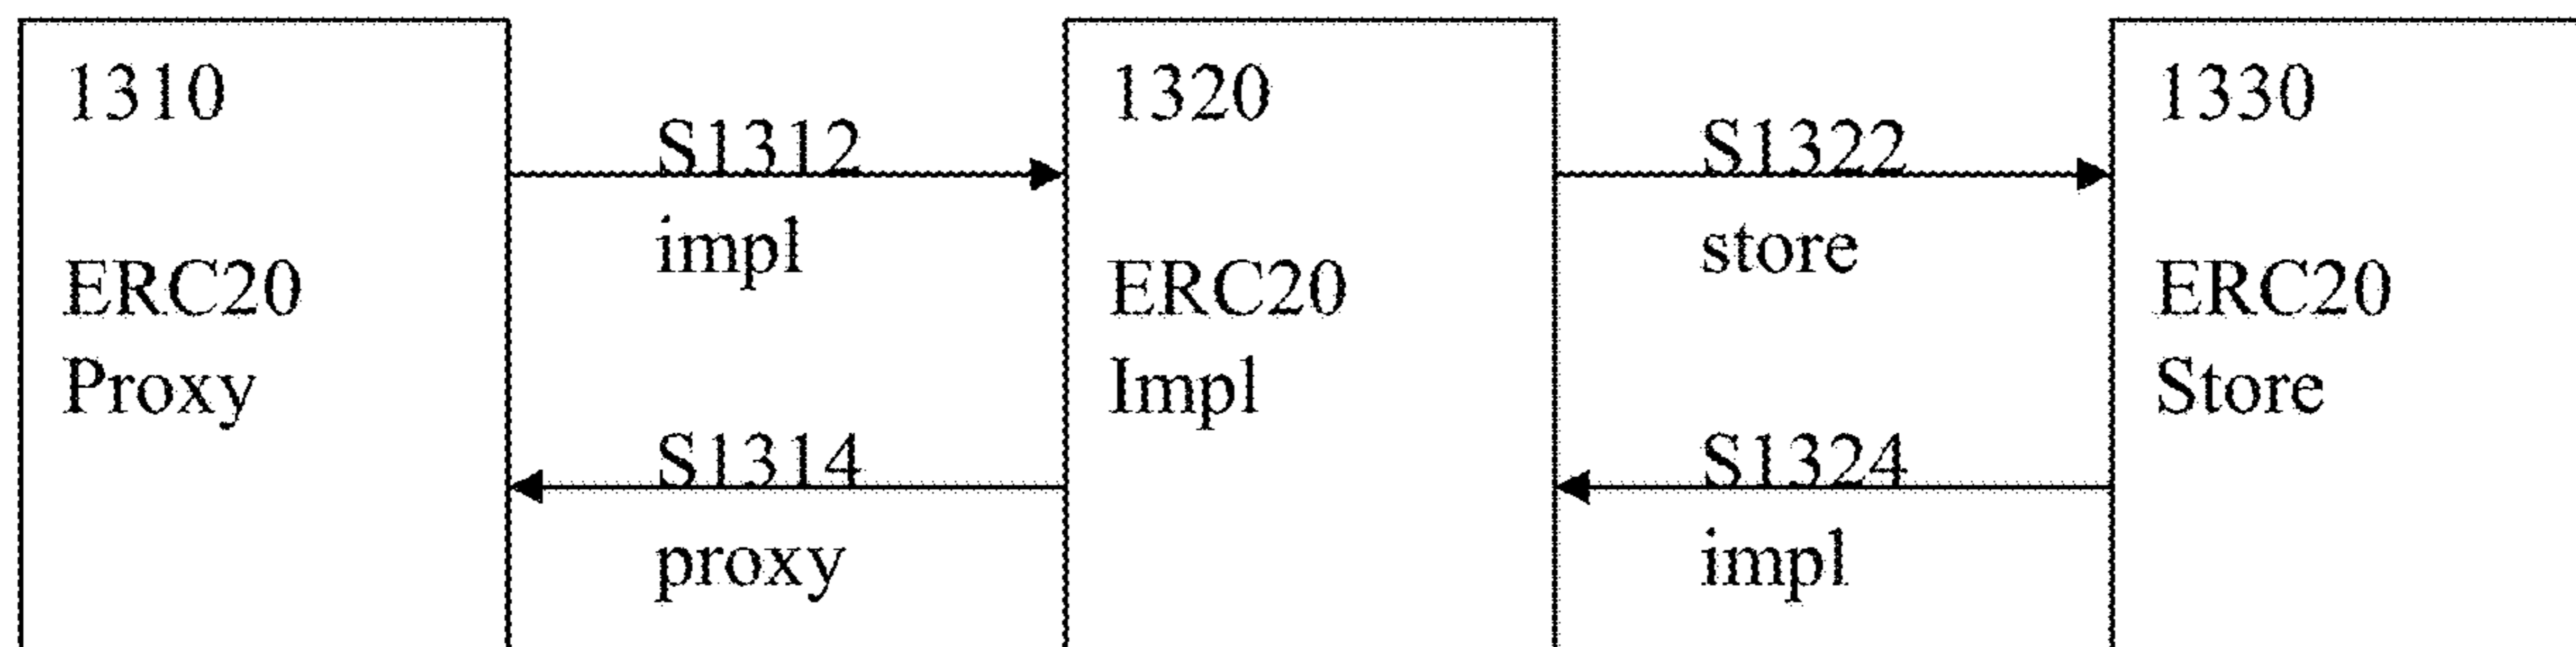 1310
ERC20
Proxy
S1312
impl
S1314
proxy
1320
ERC20
Impl
S1322
store
S1324
impl
1330
ERC20
Store